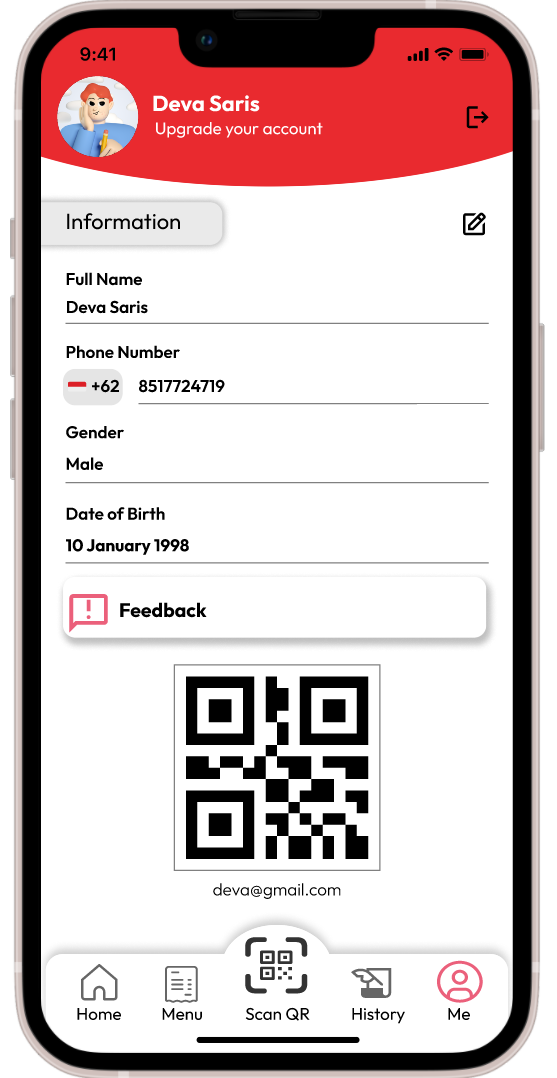 9:41
Deva Saris
Upgrade your account
Information
Full Name
Deva Saris
Phone Number
+62 8517724719
Gender
Male
Date of Birth
10 January 1998
Feedback
deva@gmail.com
Home Menu Scan QR History Me